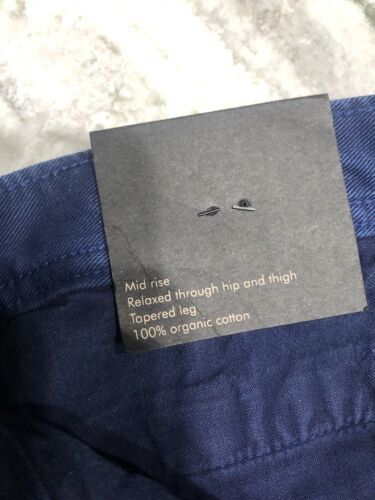 Mid rise
Relaxed through hip and thigh
Tapered leg
100% organic cotton